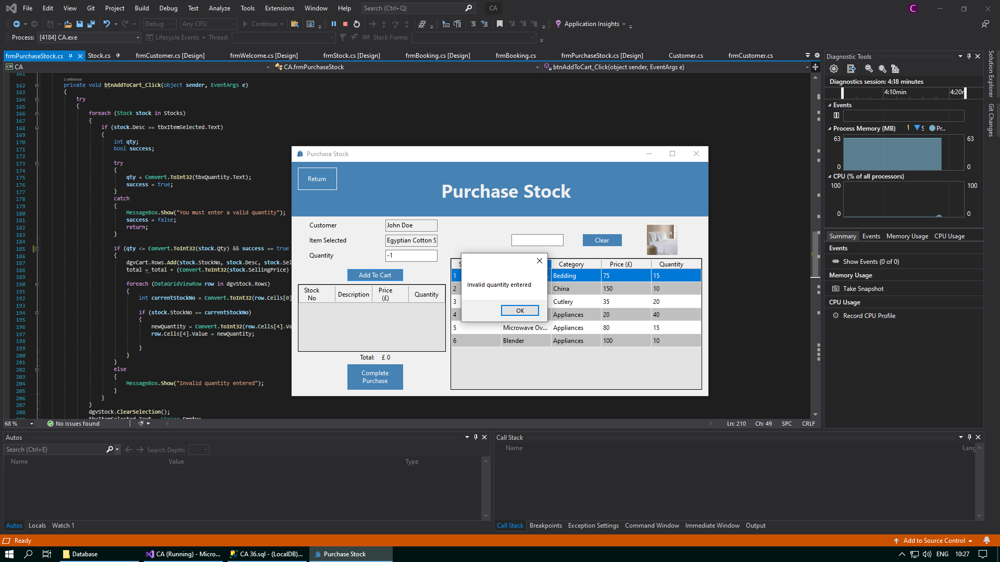 File Edit View Git Project Build Debug Test Analyze Tools Extensions Window Help Search (Ctrl+Q) CA C
Debug Any CPU Continue Application Insights
Process: [4184] CA.exe Lifecycle Events Thread: Stack Frame:
frmPurchaseStock.cs Stock.cs frmCustomer.cs [Design] frmWelcome.cs [Design] frmStock.cs [Design] frmBooking.cs [Design] frmBooking.cs frmPurchaseStock.cs [Design] Customer.cs frmCustomer.cs
CA CA.frmPurchaseStock btnAddToCart_Click(object sender, EventArgs e)
161
1 reference
162 private void btnAddToCart_Click(object sender, EventArgs e)
163 {
164 try
165 {
166 foreach (Stock stock in Stocks)
167 {
168 if (stock.Desc == tbxItemSelected.Text)
169 {
170 int qty;
171 bool success;
172
173 try
174 {
175 qty = Convert.ToInt32(tbxQuantity.Text);
176 success = true;
177 }
178 catch
179 {
180 MessageBox.Show("You must enter a valid quantity");
181 success = false;
182 return;
183 }
184
185 if (qty <= Convert.ToInt32(stock.Qty) && success == true
186 {
187 dgvCart.Rows.Add(stock.StockNo, stock.Desc, stock.Sel
188 total = total + (Convert.ToInt32(stock.SellingPrice)
189
190 foreach (DataGridViewRow row in dgvStock.Rows)
191 {
192 int currentStockNo = Convert.ToInt32(row.Cells[0]
193
194 if (stock.StockNo == currentStockNo)
195 {
196 newQuantity = Convert.ToInt32(row.Cells[4].Va
197 row.Cells[4].Value = newQuantity;
198
199 }
200 }
201 }
202 else
203 {
204 MessageBox.Show("Invalid quantity entered");
205 }
206 }
207 }
208 dgvStock.ClearSelection();
tbxItemSelected.Text = String.Empty;
68 % No issues found Ln: 210 Ch: 49 SPC CRLF
Purchase Stock
Return
Purchase Stock
Customer John Doe
Item Selected Egyptian Cotton S Clear
Quantity -1
Add To Cart
Stock No Description Price (£) Quantity
Total: £ 0
Complete Purchase
S Category Price (£) Quantity
1 Bedding 75 15
2 China 150 10
3 Cutlery 35 20
4 Appliances 20 40
5 Microwave Ov... Appliances 80 15
6 Blender Appliances 100 10
Invalid quantity entered
OK
Diagnostic Tools
Diagnostics session: 4:18 minutes
4:10min 4:20m
Events
Process Memory (MB) S Pr...
63 63
0 0
CPU (% of all processors)
100 100
0 0
Summary Events Memory Usage CPU Usage
Events
Show Events (0 of 0)
Memory Usage
Take Snapshot
CPU Usage
Record CPU Profile
Solution Explorer
Git Changes
Autos
Search (Ctrl+E) Search Depth:
Name Value Type
Autos Locals Watch 1
Call Stack
Name Lang
Call Stack Breakpoints Exception Settings Command Window Immediate Window Output
Ready Add to Source Control
Database CA (Running) - Micro... CA 36.sql - (LocalDB)... Purchase Stock ENG 10:27